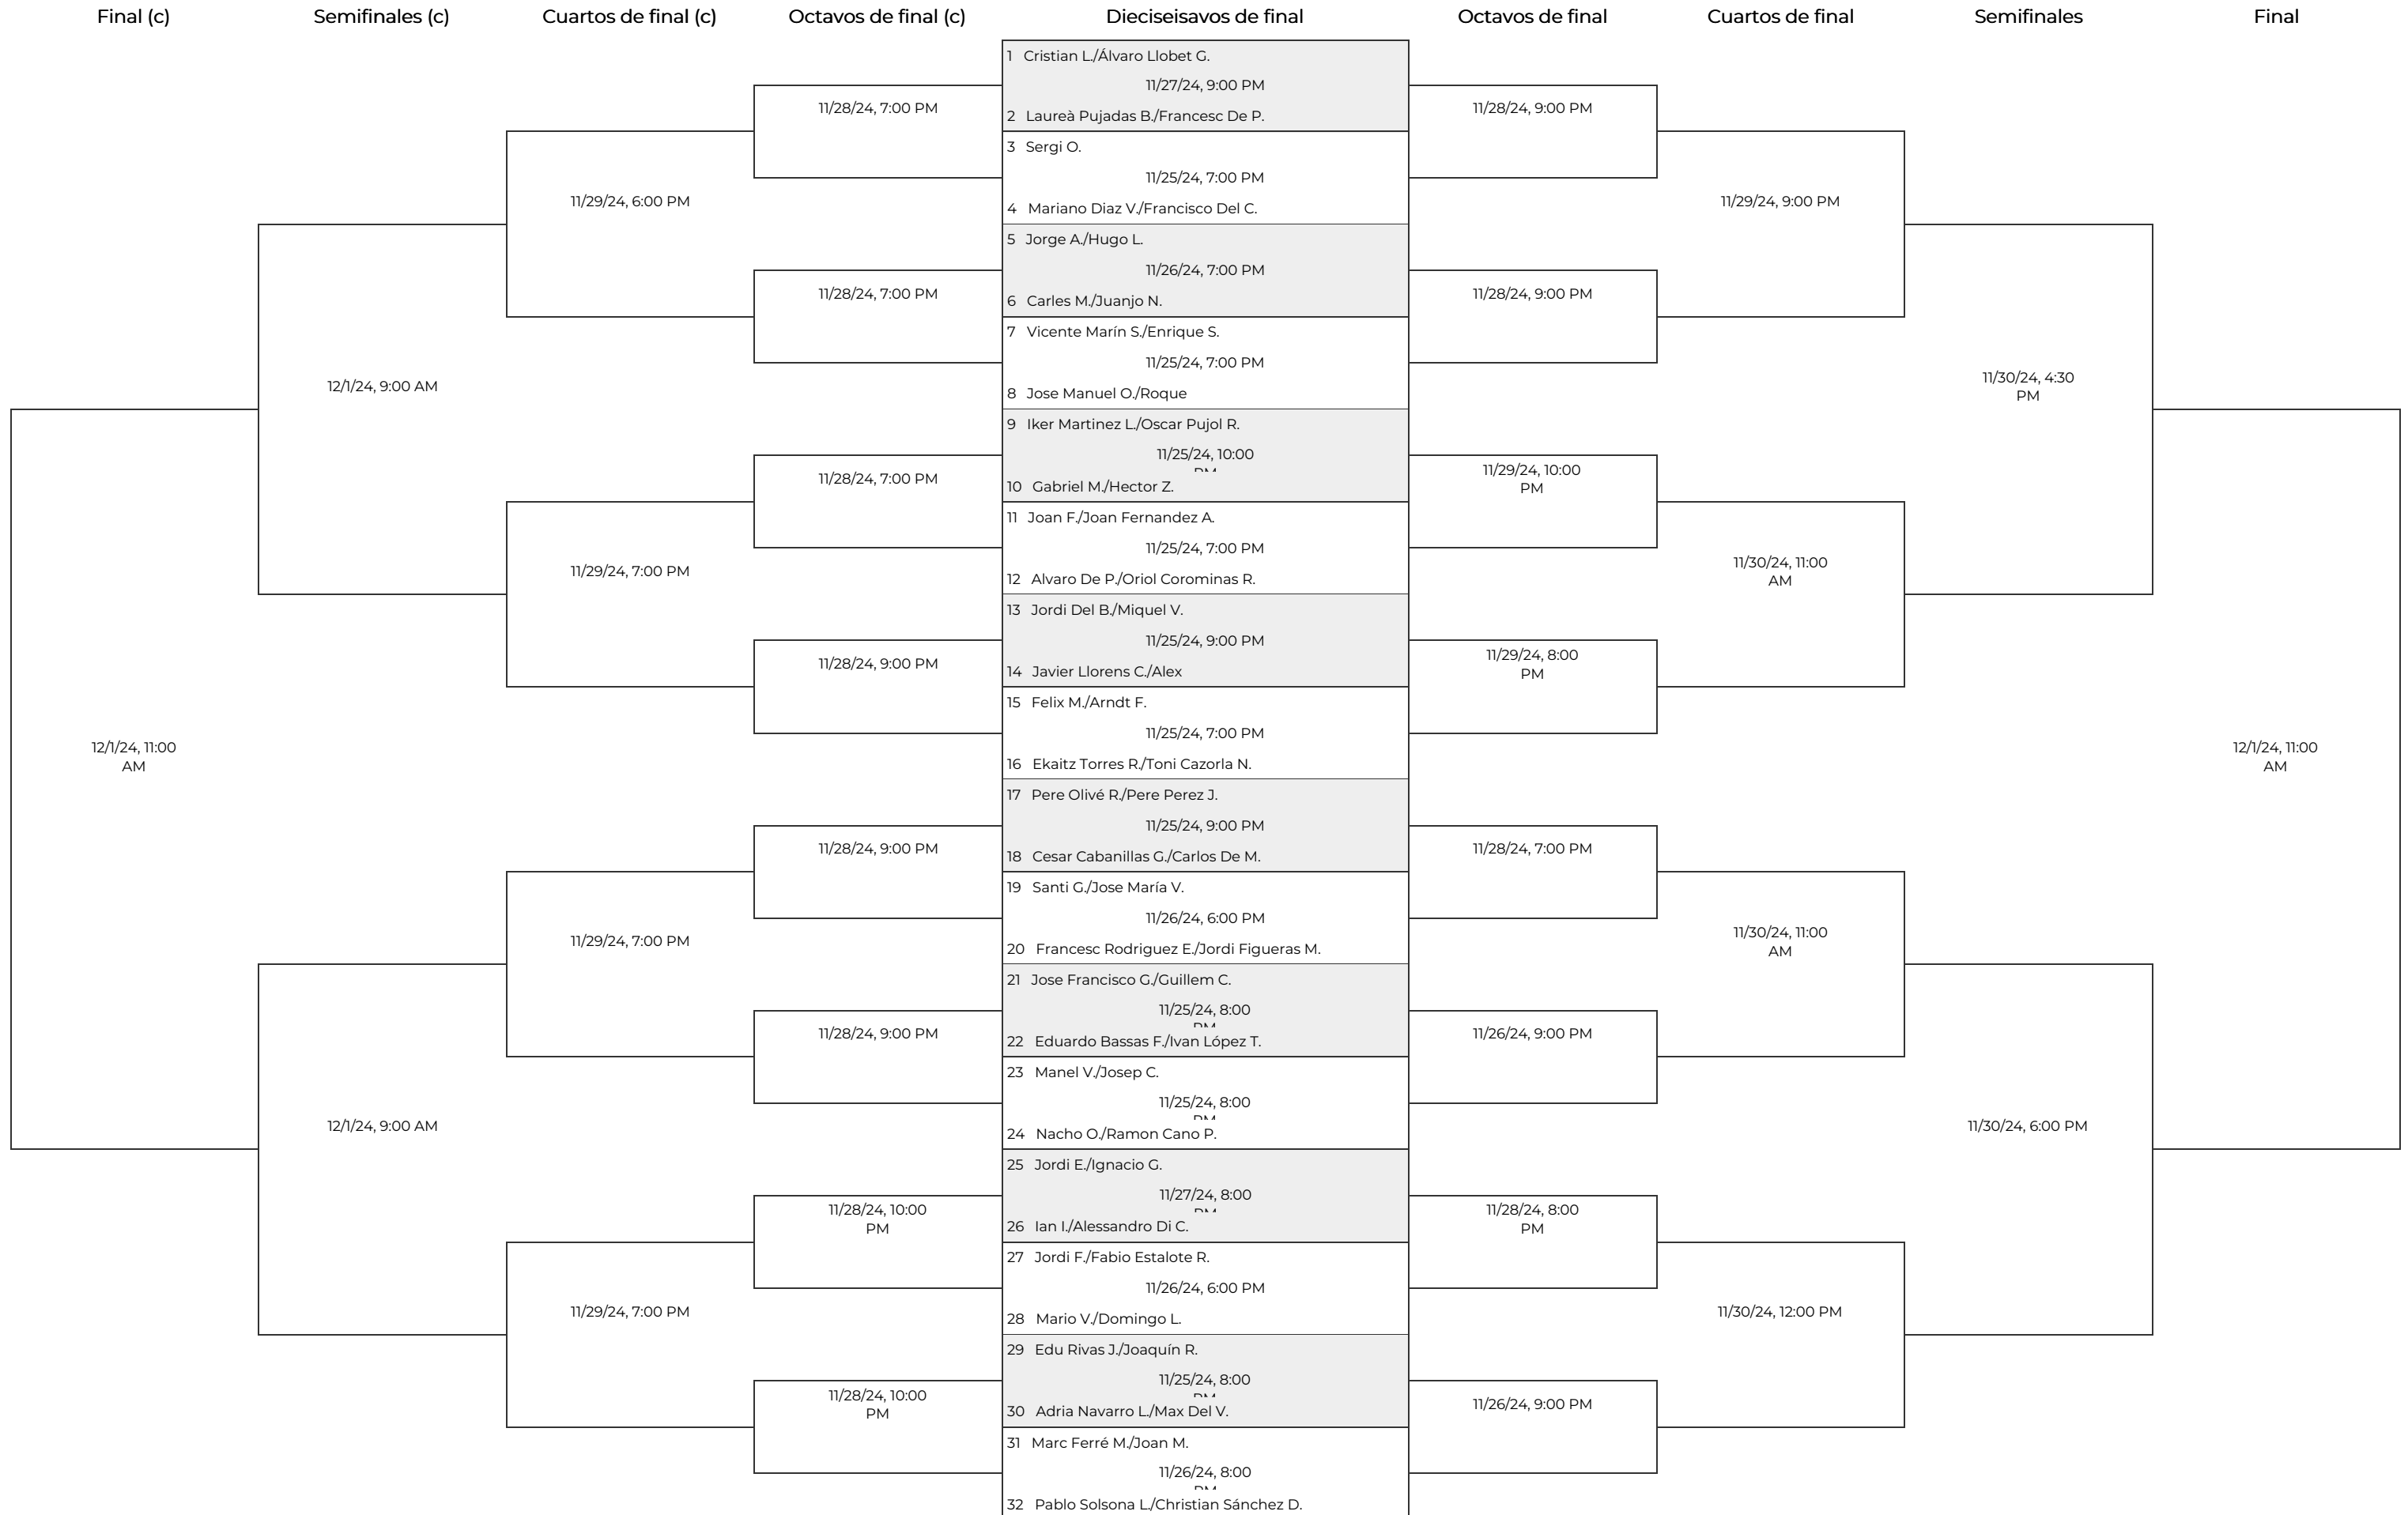 Final (c) Semifinales (c) Cuartos de final (c) Octavos de final (c) Dieciseisavos de final Octavos de final Cuartos de final Semifinales Final
1 Cristian L./Álvaro Llobet G.
11/27/24, 9:00 PM
11/28/24, 7:00 PM 11/28/24, 9:00 PM
2 Laureà Pujadas B./Francesc De P.
3 Sergi O.
11/25/24, 7:00 PM
11/29/24, 6:00 PM 11/29/24, 9:00 PM
4 Mariano Diaz V./Francisco Del C.
5 Jorge A./Hugo L.
11/26/24, 7:00 PM
11/28/24, 7:00 PM 11/28/24, 9:00 PM
6 Carles M./Juanjo N.
7 Vicente Marín S./Enrique S.
11/25/24, 7:00 PM
12/1/24, 9:00 AM 11/30/24, 4:30
PM
8 Jose Manuel O./Roque
9 Iker Martinez L./Oscar Pujol R.
11/25/24, 10:00
PM
11/28/24, 7:00 PM 11/29/24, 10:00
PM
10 Gabriel M./Hector Z.
11 Joan F./Joan Fernandez A.
11/25/24, 7:00 PM
11/29/24, 7:00 PM 11/30/24, 11:00
AM
12 Alvaro De P./Oriol Corominas R.
13 Jordi Del B./Miquel V.
11/25/24, 9:00 PM
11/28/24, 9:00 PM 11/29/24, 8:00
PM
14 Javier Llorens C./Alex
15 Felix M./Arndt F.
11/25/24, 7:00 PM
12/1/24, 11:00
AM
12/1/24, 11:00
AM
16 Ekaitz Torres R./Toni Cazorla N.
17 Pere Olivé R./Pere Perez J.
11/25/24, 9:00 PM
11/28/24, 9:00 PM 11/28/24, 7:00 PM
18 Cesar Cabanillas G./Carlos De M.
19 Santi G./Jose María V.
11/26/24, 6:00 PM
11/29/24, 7:00 PM 11/30/24, 11:00
AM
20 Francesc Rodriguez E./Jordi Figueras M.
21 Jose Francisco G./Guillem C.
11/25/24, 8:00
PM
11/28/24, 9:00 PM 11/26/24, 9:00 PM
22 Eduardo Bassas F./Ivan López T.
23 Manel V./Josep C.
11/25/24, 8:00
PM
12/1/24, 9:00 AM 11/30/24, 6:00 PM
24 Nacho O./Ramon Cano P.
25 Jordi E./Ignacio G.
11/27/24, 8:00
PM
11/28/24, 10:00
PM
11/28/24, 8:00
PM
26 Ian I./Alessandro Di C.
27 Jordi F./Fabio Estalote R.
11/26/24, 6:00 PM
11/29/24, 7:00 PM 11/30/24, 12:00 PM
28 Mario V./Domingo L.
29 Edu Rivas J./Joaquín R.
11/25/24, 8:00
PM
11/28/24, 10:00
PM
11/26/24, 9:00 PM
30 Adria Navarro L./Max Del V.
31 Marc Ferré M./Joan M.
11/26/24, 8:00
PM
32 Pablo Solsona L./Christian Sánchez D.